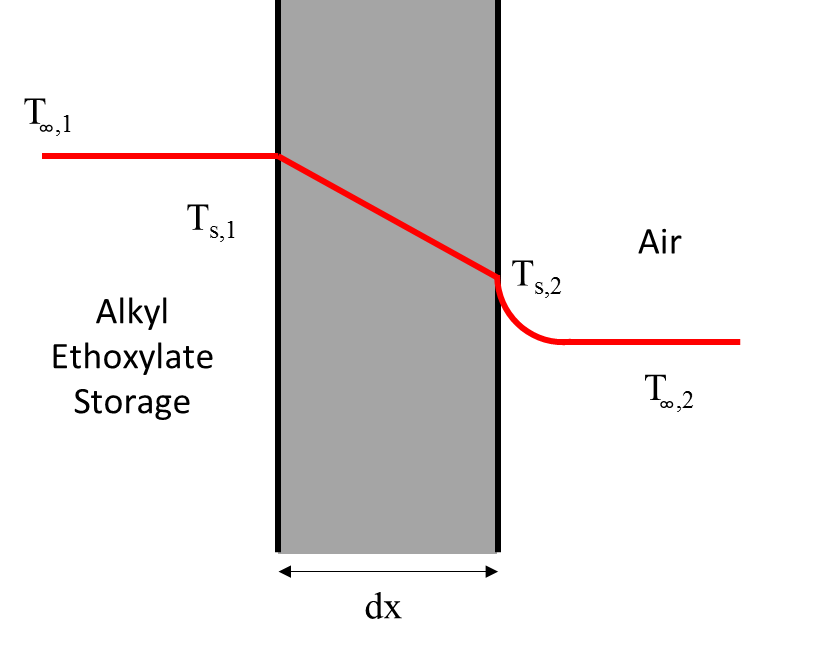 T∞,1
Ts,1
Air
Ts,2
Alkyl
Ethoxylate
Storage
T∞,2
dx